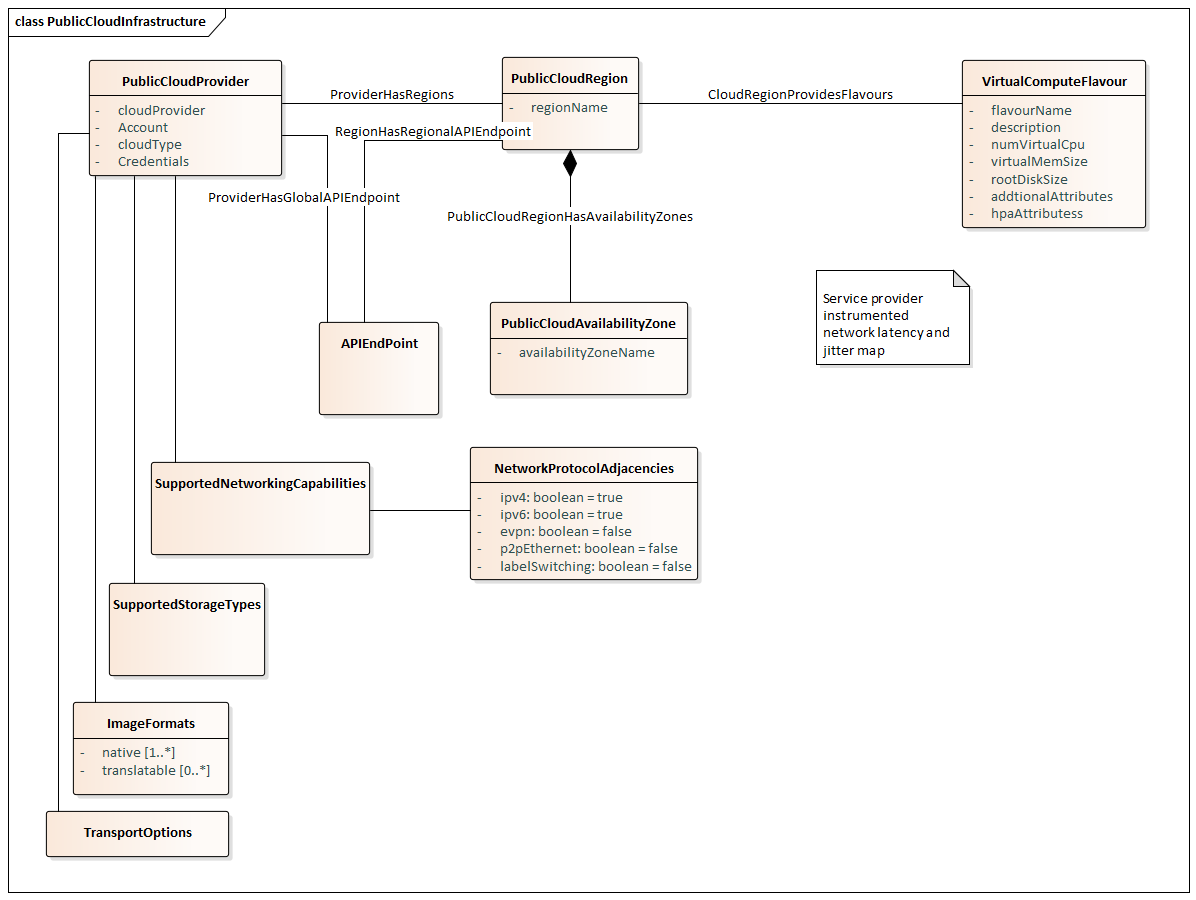 class PublicCloudInfrastructure
PublicCloudProvider
- cloudProvider
- Account
- cloudType
- Credentials
ProviderHasRegions
PublicCloudRegion
- regionName
CloudRegionProvidesFlavours
VirtualComputeFlavour
- flavourName
- description
- numVirtualCpu
- virtualMemSize
- rootDiskSize
- addtionalAttributes
- hpaAttributess
RegionHasRegionalAPIEndpoint
ProviderHasGlobalAPIEndpoint
PublicCloudRegionHasAvailabilityZones
Service provider
instrumented
network latency and
jitter map
APIEndPoint
PublicCloudAvailabilityZone
- availabilityZoneName
SupportedNetworkingCapabilities
NetworkProtocolAdjacencies
- ipv4: boolean = true
- ipv6: boolean = true
- evpn: boolean = false
- p2pEthernet: boolean = false
- labelSwitching: boolean = false
SupportedStorageTypes
ImageFormats
- native [1..*]
- translatable [0..*]
TransportOptions